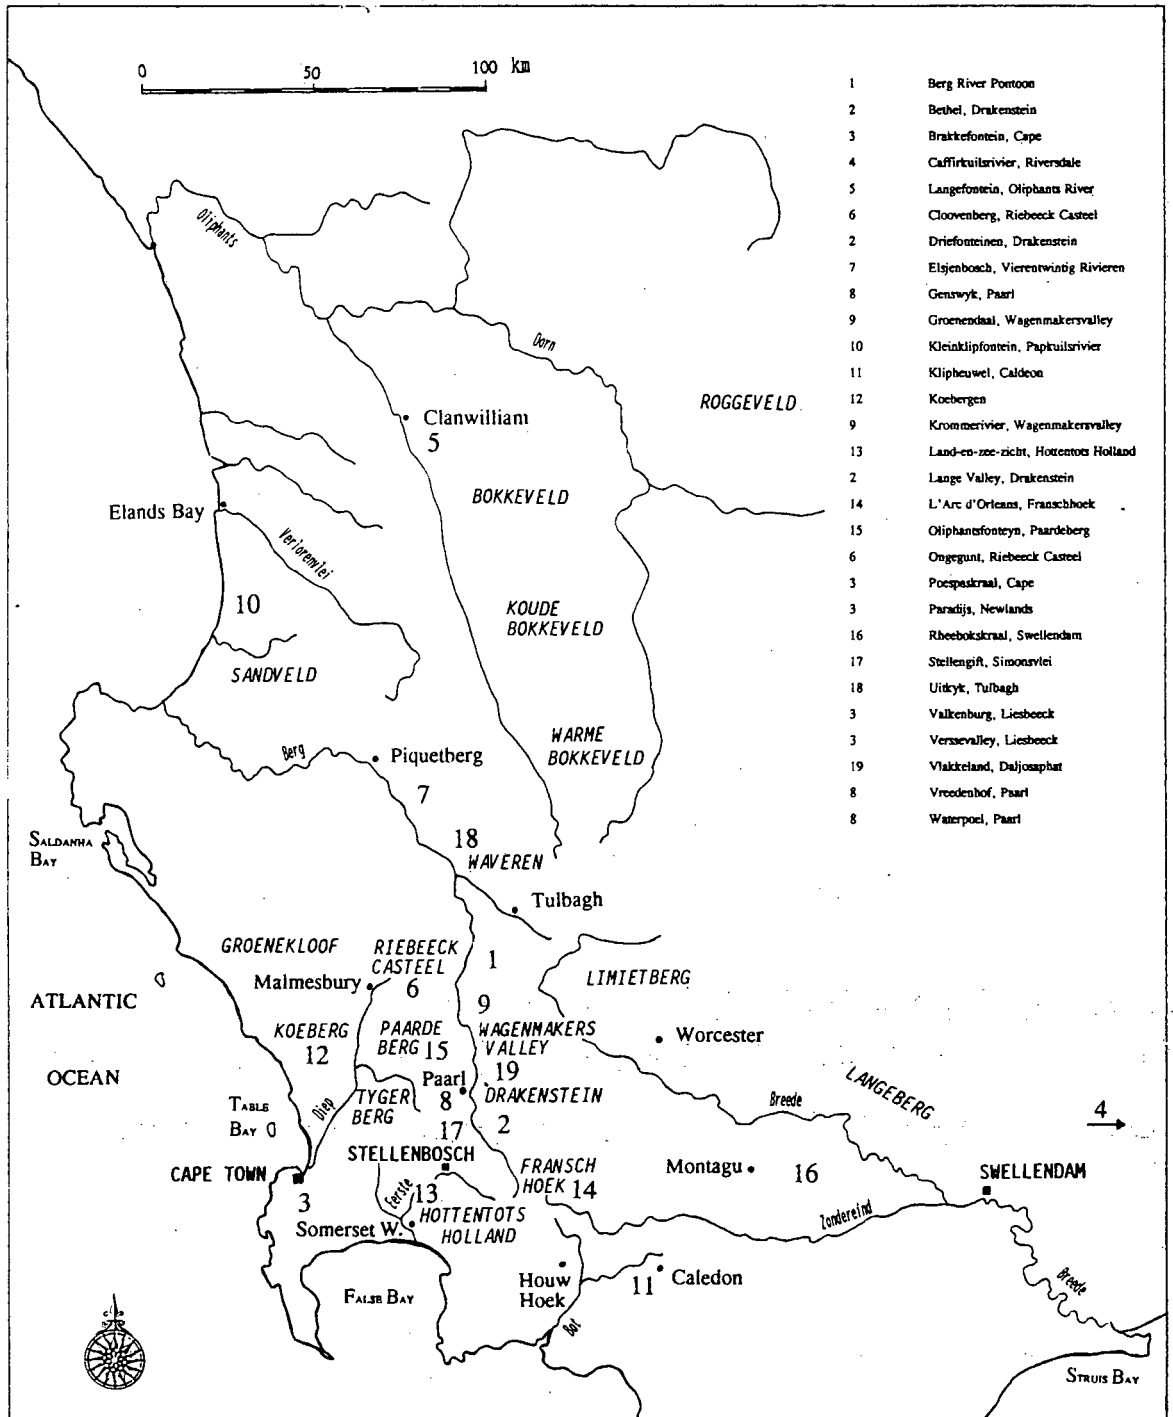 0 50 100 km
1 Berg River Pontoon
2 Bethel, Drakenstein
3 Brakkefontein, Cape
4 Caffirkuilsrivier, Riversdale
5 Langefontein, Oliphants River
6 Cloovenberg, Riebeeck Casteel
2 Driefonteinen, Drakenstein
7 Elsjenbosch, Vierentwintig Rivieren
8 Genswyk, Paarl
9 Groenendaal, Wagenmakersvalley
10 Kleinklipfontein, Papkuilsrivier
11 Klipheuwel, Caldeon
12 Koebergen
9 Krommerivier, Wagenmakersvalley
13 Land-en-zee-zicht, Hottentots Holland
2 Lange Valley, Drakenstein
14 L'Arc d'Orleans, Franschhoek
15 Oliphantsfonteyn, Paardeberg
6 Ongegunt, Riebeeck Casteel
3 Poespaskraal, Cape
3 Paradijs, Newlands
16 Rheebokskraal, Swellendam
17 Stellengift, Simonsvlei
18 Uitkyk, Tulbagh
3 Valkenburg, Liesbeeck
3 Verssevalley, Liesbeeck
19 Vlakkeland, Daljosaphat
8 Vreedenhof, Paarl
8 Waterpoel, Paarl
Oliphants
Dorn
ROGGEVELD
Clanwilliam
5
BOKKEVELD
Elands Bay
Verlorenvlei
10
KOUDE
BOKKEVELD
SANDVELD
WARME
BOKKEVELD
Berg
Piquetberg
7
18
WAVEREN
SALDANHA
BAY
Tulbagh
GROENEKLOOF
RIEBEECK
CASTEEL
1
Malmesbury
6
LIMIETBERG
ATLANTIC
9
KOEBERG
12
PAARDE
BERG 15
WAGENMAKERS
VALLEY
Worcester
OCEAN
19
Paarl
DRAKENSTEIN
LANGEBERG
TYGER
BERG
8
Diep
Breede
TABLE
BAY
17
2
4
STELLENBOSCH
CAPE TOWN
FRANSCH
HOEK 14
Montagu
16
SWELLENDAM
3
Eerste
13
HOTTENTOTS
HOLLAND
Somerset W.
Zondereind
Houw
Hoek
11
Caledon
FALSE BAY
Bot
Breede
STRUIS BAY